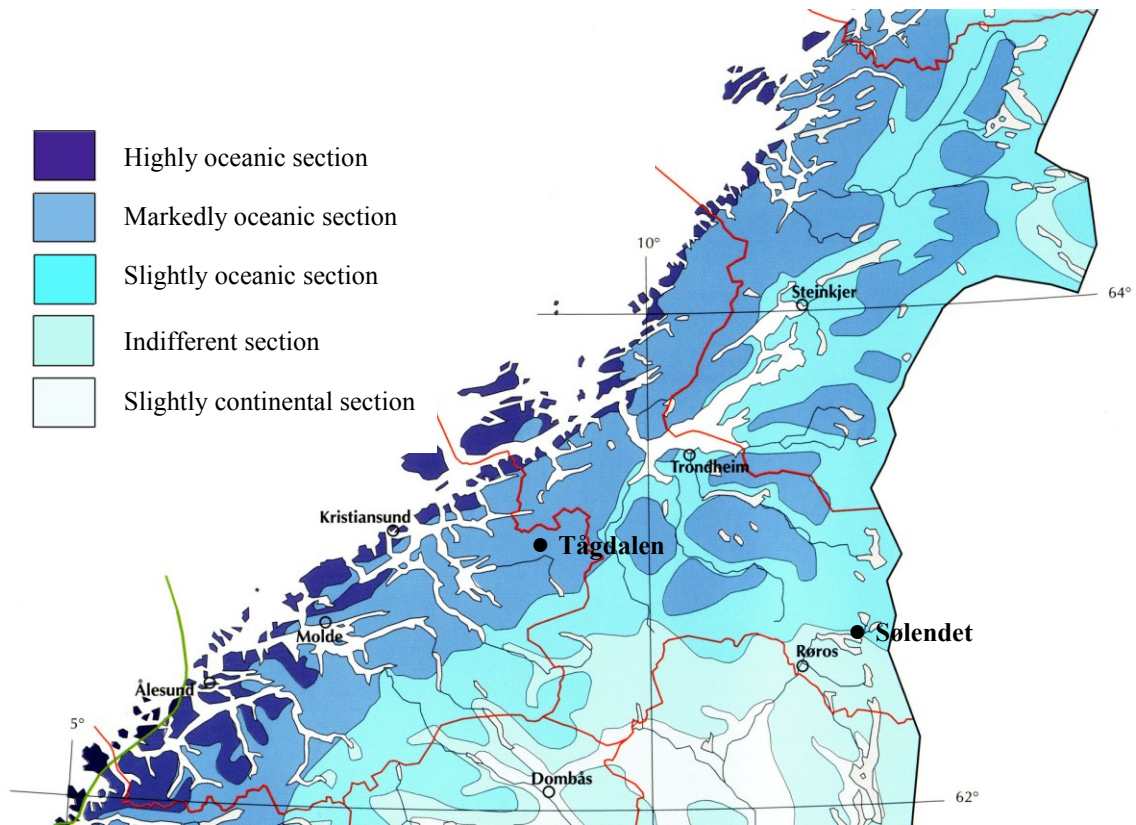 Highly oceanic section
Markedly oceanic section
Slightly oceanic section
Indifferent section
Slightly continental section
10°
Steinkjer
64°
Trondheim
Kristiansund
Tågdalen
Molde
Sølendet
Røros
Ålesund
5°
Dombås
62°